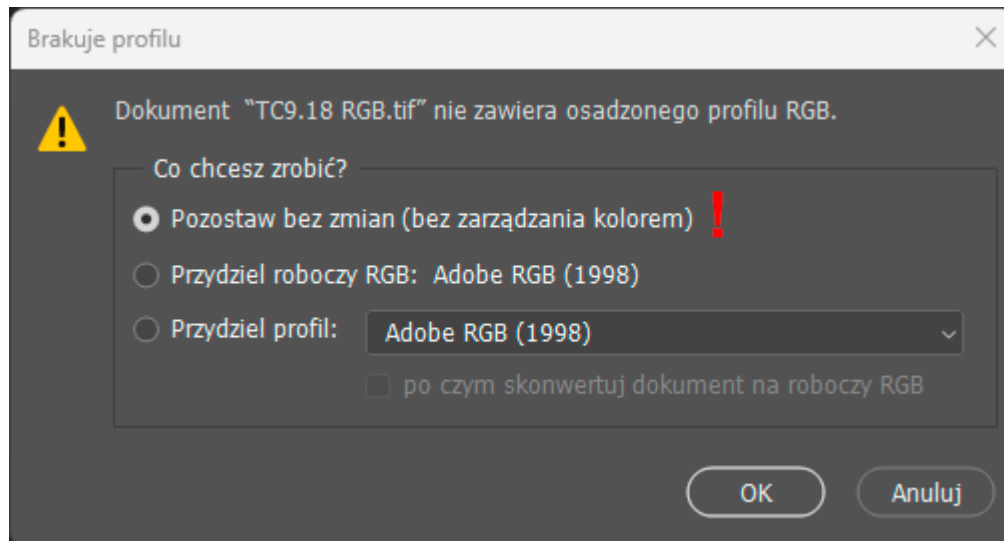 Brakuje profilu
Dokument "TC9.18 RGB.tif" nie zawiera osadzonego profilu RGB.
Co chcesz zrobić?
Pozostaw bez zmian (bez zarządzania kolorem) !
Przydziel roboczy RGB: Adobe RGB (1998)
Przydziel profil: Adobe RGB (1998)
po czym skonwertuj dokument na roboczy RGB
OK Anuluj